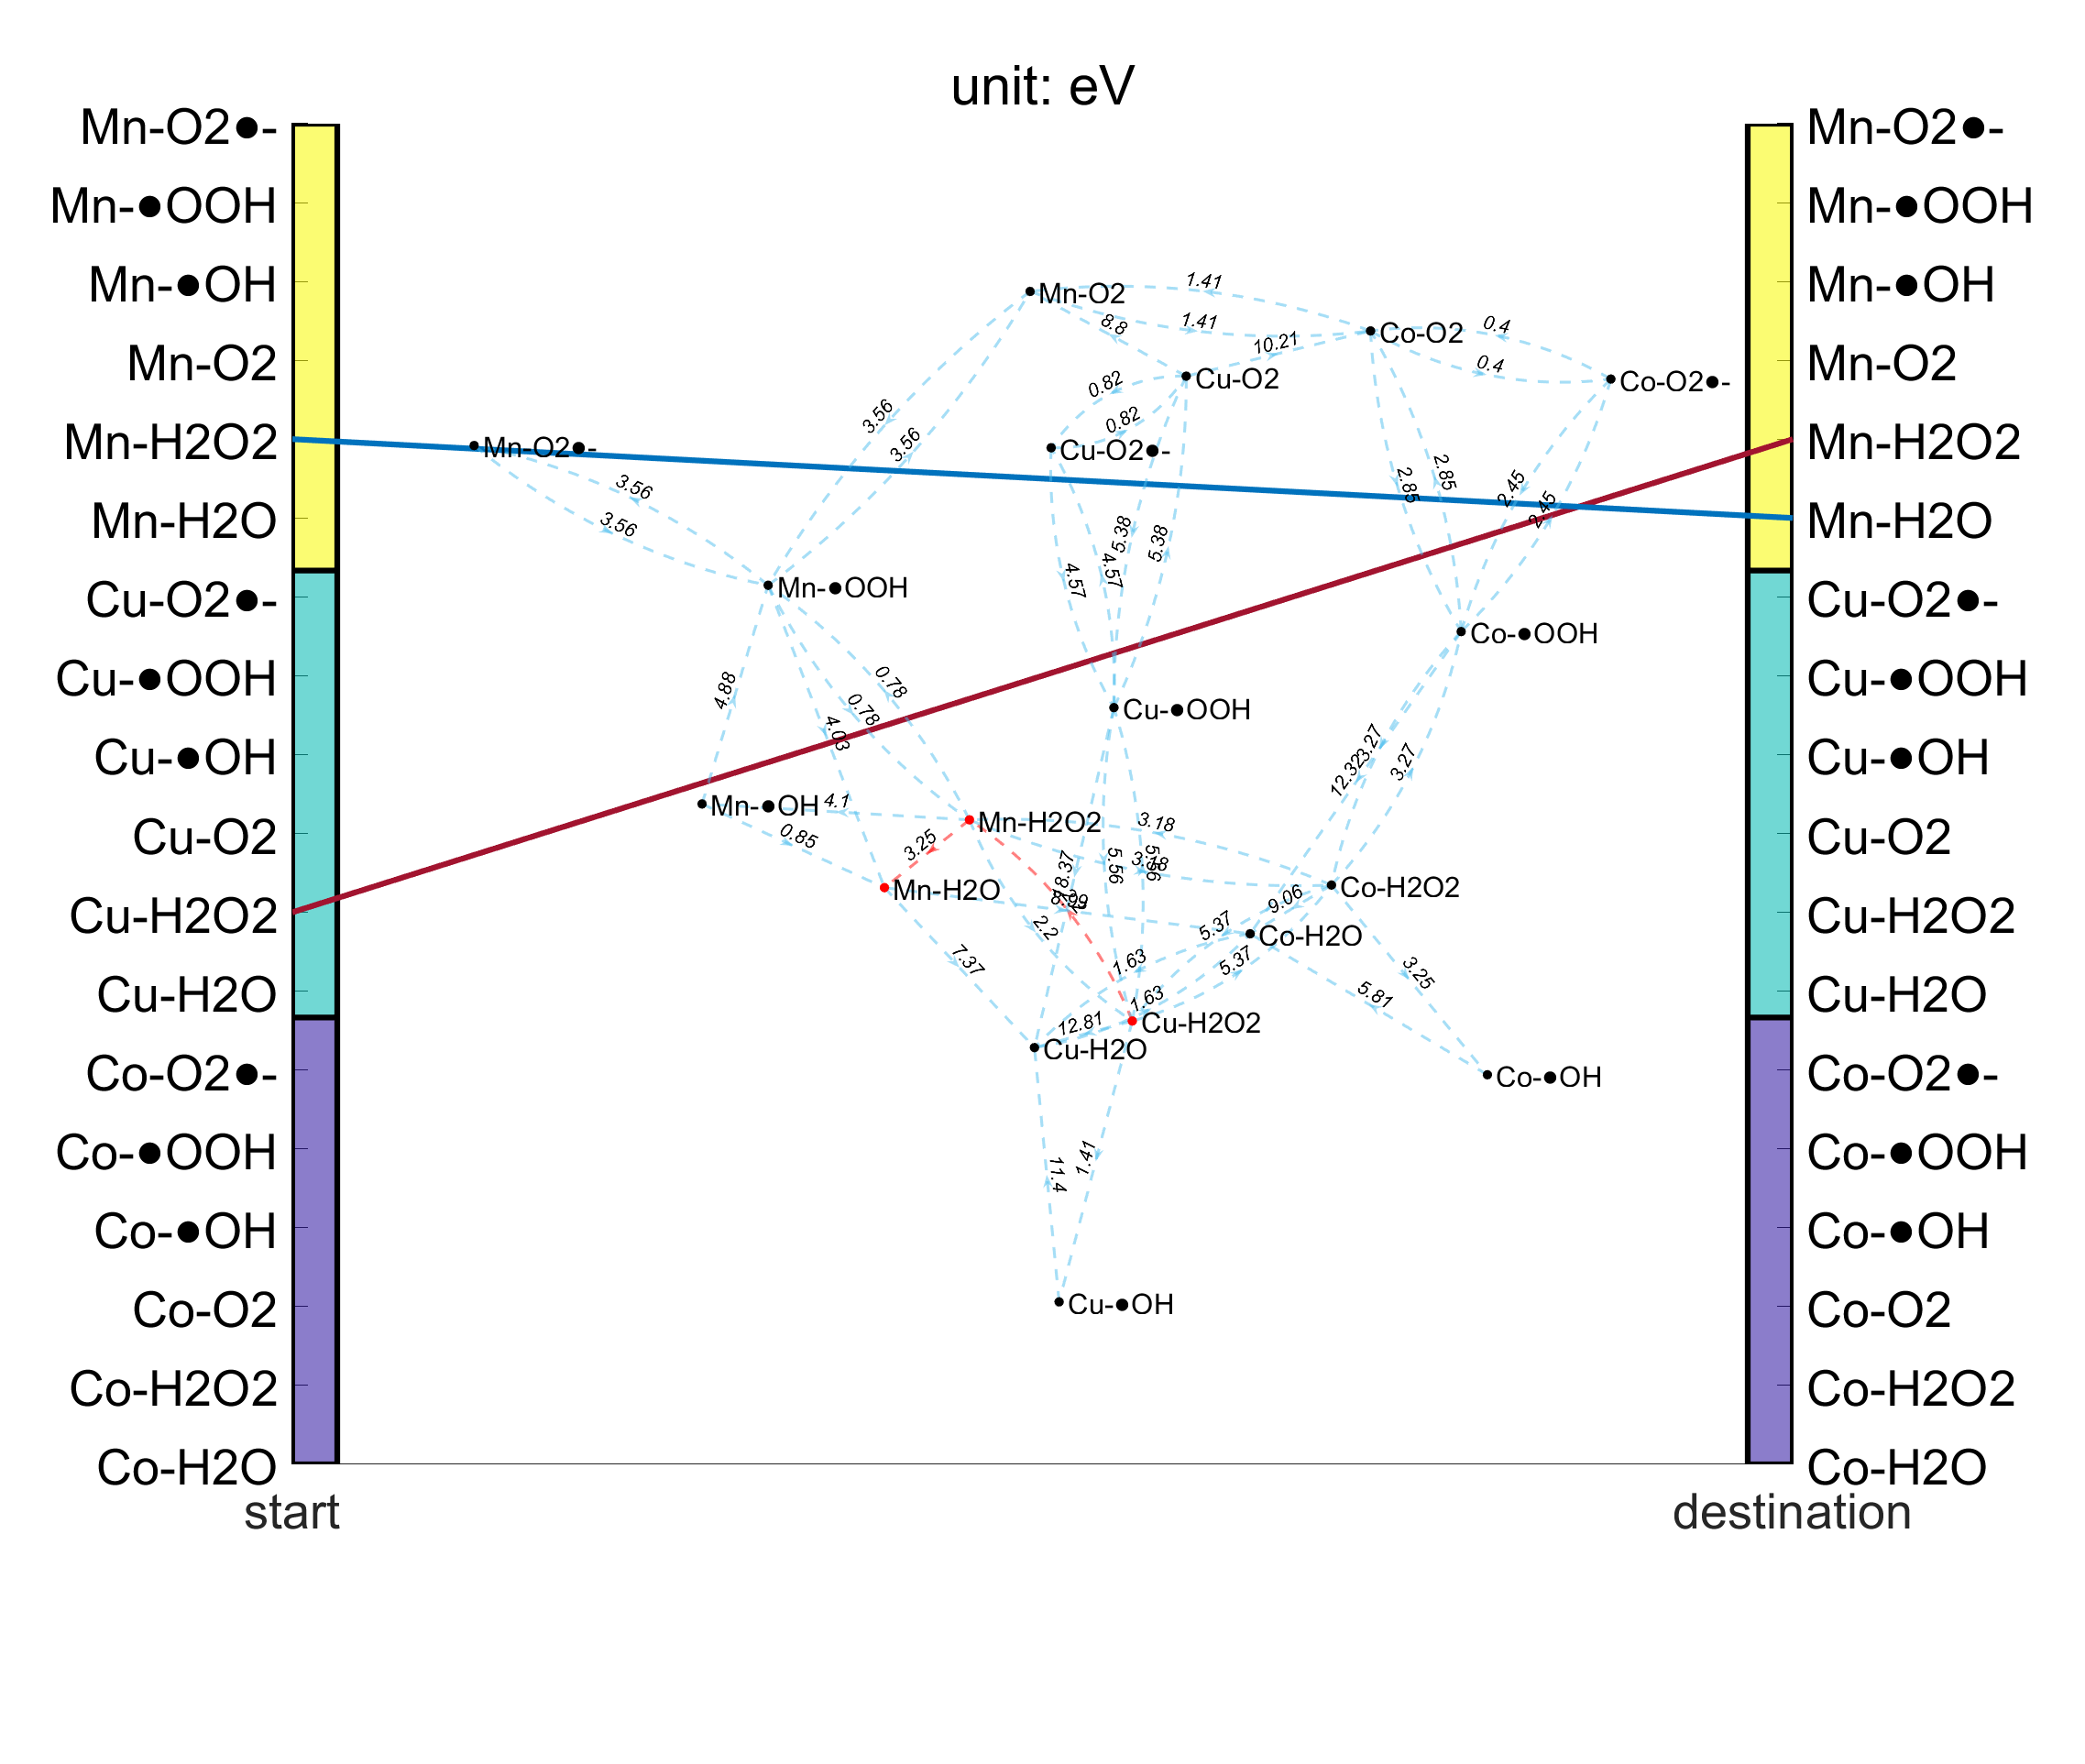 unit: eV
Mn-O2●-
Mn-●OOH
Mn-●OH
Mn-O2
Mn-H2O2
Mn-H2O
Cu-O2●-
Cu-●OOH
Cu-●OH
Cu-O2
Cu-H2O2
Cu-H2O
Co-O2●-
Co-●OOH
Co-●OH
Co-O2
Co-H2O2
Co-H2O
start
Mn-O2
1.41
1.41
8.8
10.21
Co-O2
0.4
0.4
Co-O2●-
Cu-O2
0.82
0.82
Cu-O2●-
3.56
3.56
Mn-O2●-
3.56
3.56
2.85
2.85
2.45
2.45
5.38
5.38
4.57
4.57
Mn-●OOH
Co-●OOH
4.88
0.78
0.78
4.03
Cu-●OOH
12.32
3.27
3.27
Mn-●OH
4.1
0.85
Mn-H2O2
3.18
3.18
3.25
Mn-H2O
8.37
5.56
5.56
Co-H2O2
9.06
5.37
5.37
Co-H2O
2.2
7.37
1.63
1.63
3.25
5.81
12.81
Cu-H2O2
Cu-H2O
Co-●OH
11.4
1.41
Cu-●OH
Mn-O2●-
Mn-●OOH
Mn-●OH
Mn-O2
Mn-H2O2
Mn-H2O
Cu-O2●-
Cu-●OOH
Cu-●OH
Cu-O2
Cu-H2O2
Cu-H2O
Co-O2●-
Co-●OOH
Co-●OH
Co-O2
Co-H2O2
Co-H2O
destination